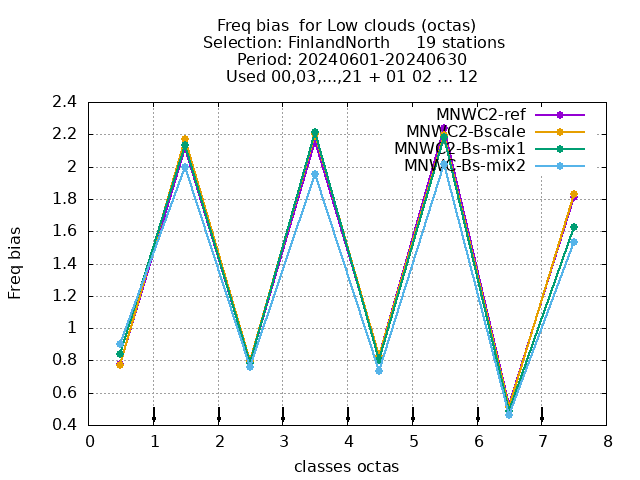 Freq bias  for Low clouds (octas)
Selection: FinlandNorth     19 stations
Period: 20240601-20240630
Used 00,03,...,21 + 01 02 ... 12
MNWC2-ref
MNWC2-Bscale
MNWC2-Bs-mix1
MNWC-Bs-mix2
Freq bias
2.4
2.2
2
1.8
1.6
1.4
1.2
1
0.8
0.6
0.4
0 1 2 3 4 5 6 7 8
classes octas